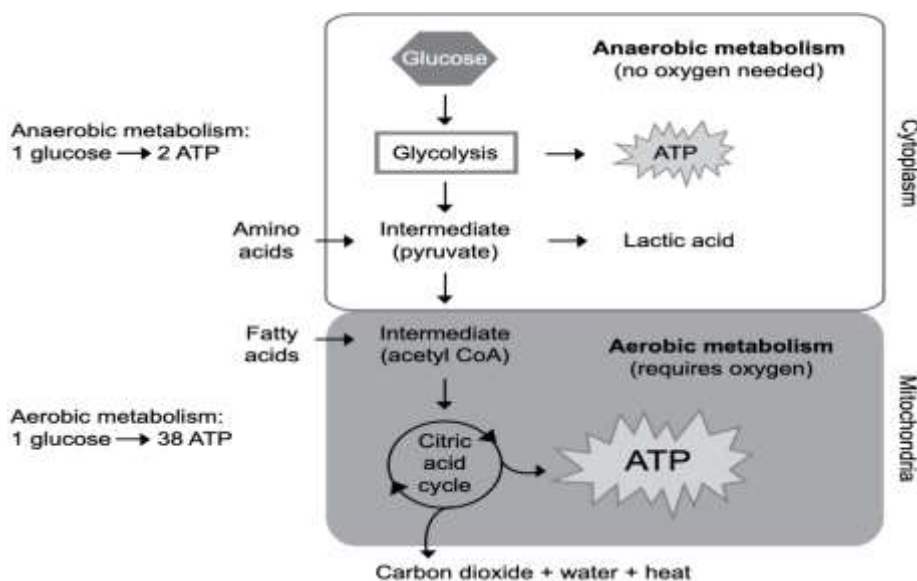 Glucose
Anaerobic metabolism
(no oxygen needed)
Anaerobic metabolism:
1 glucose → 2 ATP
Glycolysis
ATP
Cytoplasm
Amino
acids
Intermediate
(pyruvate)
Lactic acid
Fatty
acids
Intermediate
(acetyl CoA)
Aerobic metabolism
(requires oxygen)
Aerobic metabolism:
1 glucose → 38 ATP
Citric
acid
cycle
ATP
Mitochondria
Carbon dioxide + water + heat